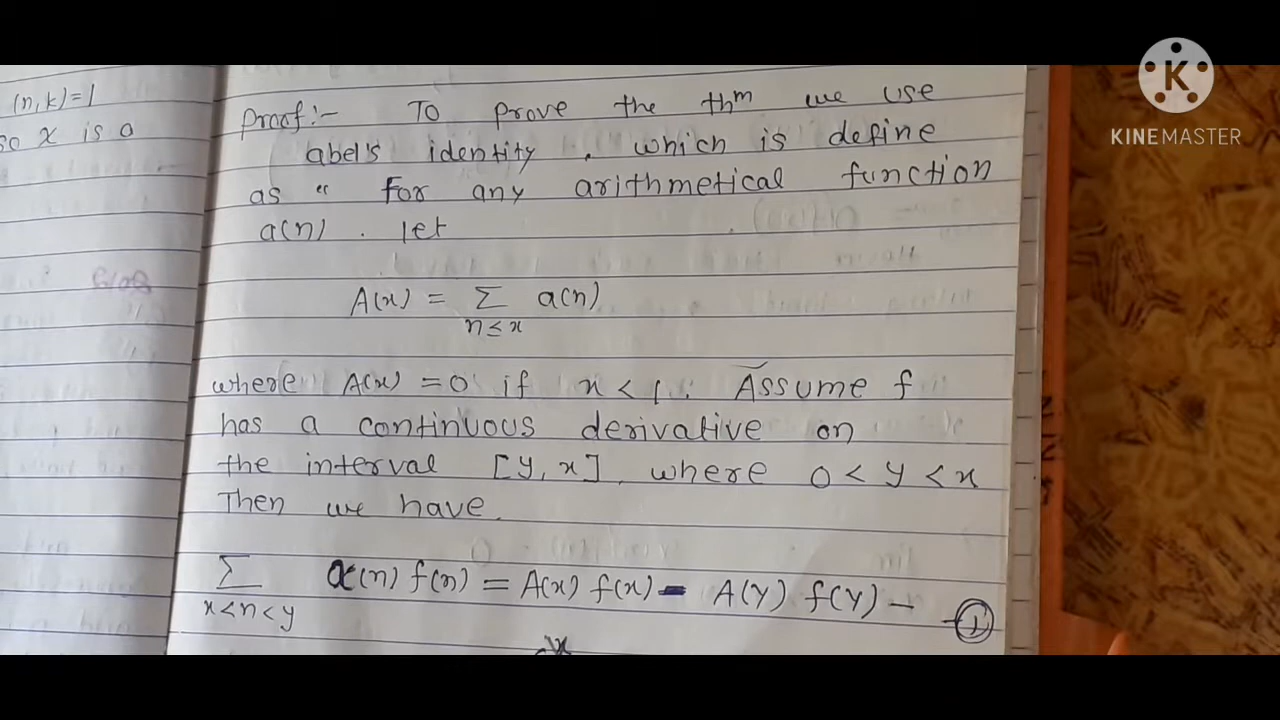 (n,k)=1
so x is a
Proof:- To prove the thm we use
abel's identity . which is define
as " For any arithmetical function
a(n) . let
A(x) = Σ a(n)
n≤x
where A(x) = 0 if x < 1. Assume f
has a continuous derivative on
the interval [y,x] where 0<y<x
Then we have.
Σ a(n) f(n) = A(x) f(x) - A(y) f(y) -
x<n<y
①
x
K
KINEMASTER